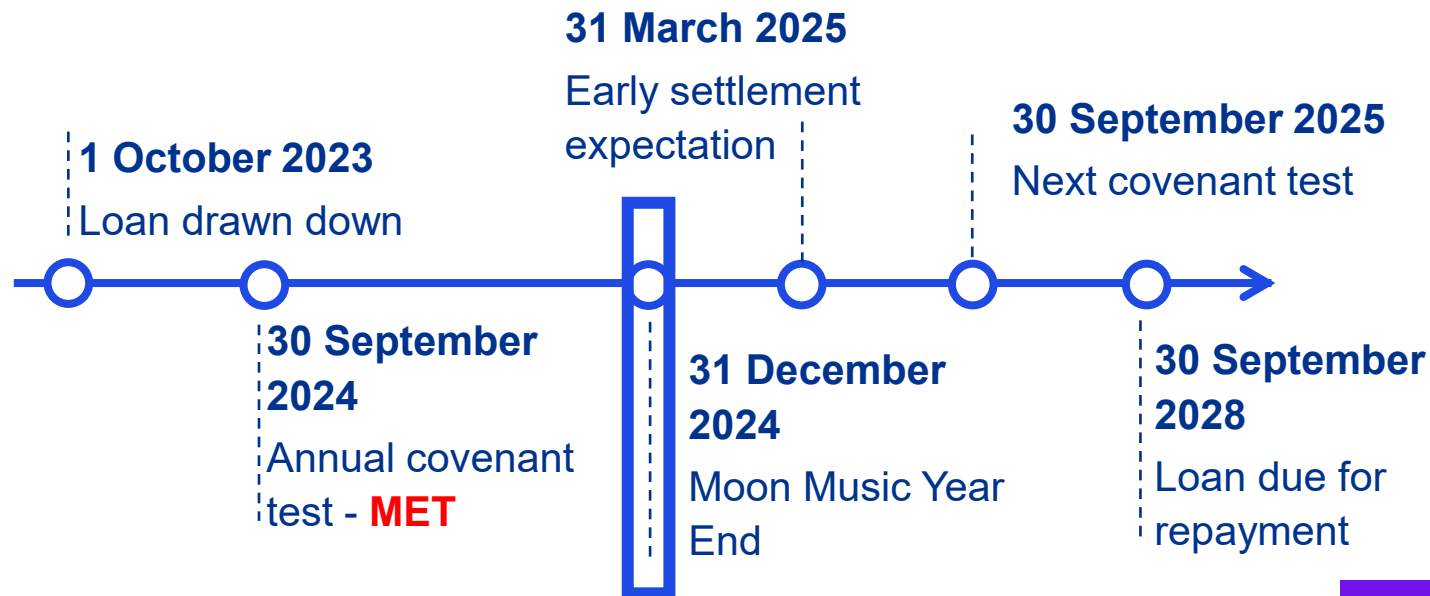 1 October 2023
Loan drawn down
30 September
2024
Annual covenant
test - MET
31 December
2024
Moon Music Year
End
31 March 2025
Early settlement
expectation
30 September 2025
Next covenant test
30 September
2028
Loan due for
repayment